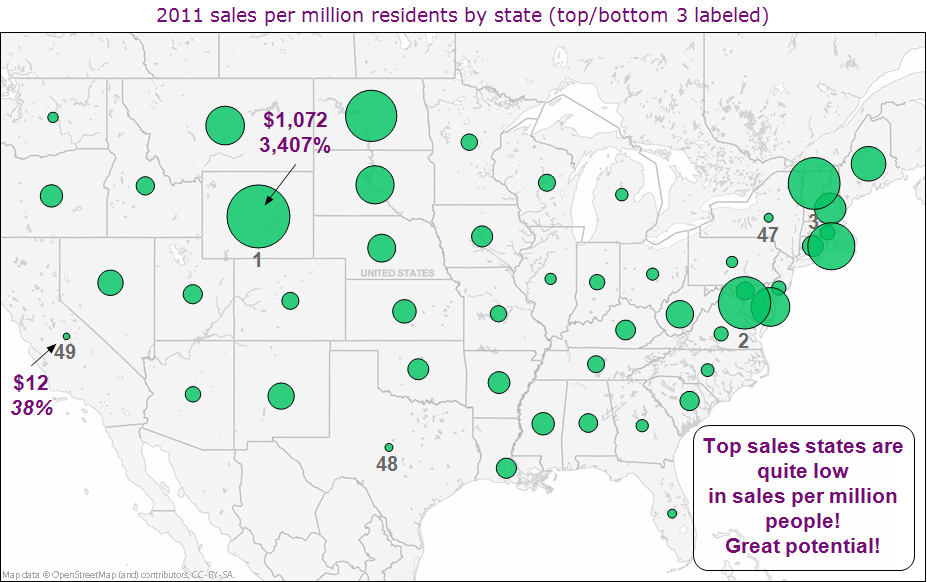 2011 sales per million residents by state (top/bottom 3 labeled)
$1,072
3,407%
1
3
47
UNITED STATES
2
49
$12
38%
48
Top sales states are
quite low
in sales per million
people!
Great potential!
Map data © OpenStreetMap (and) contributors, CC-BY-SA.